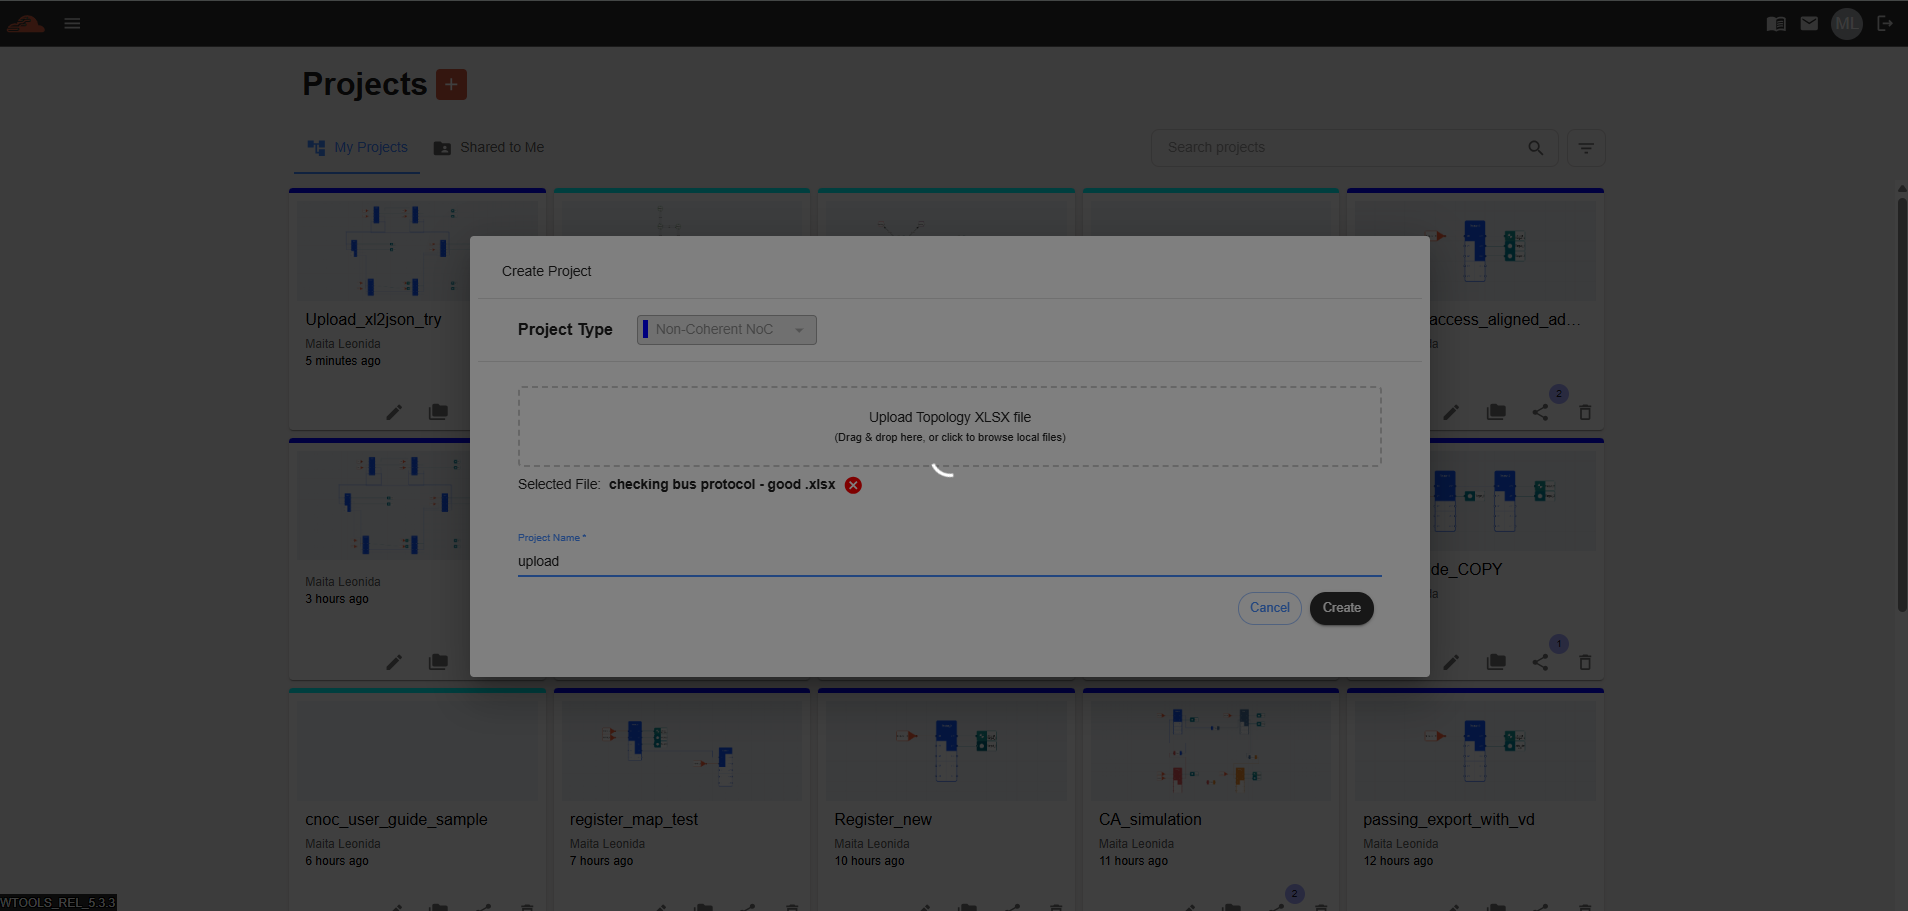 ML
Projects +
My Projects
Shared to Me
Search projects
Create Project
Project Type
Non-Coherent NoC
Upload Topology XLSX file
(Drag & drop here, or click to browse local files)
Selected File: checking bus protocol - good .xlsx
Project Name *
upload
Cancel
Create
Upload_xl2json_try
Maita Leonida
5 minutes ago
access_aligned_ad...
da
2
Maita Leonida
3 hours ago
de_COPY
da
1
cnoc_user_guide_sample
Maita Leonida
6 hours ago
register_map_test
Maita Leonida
7 hours ago
Register_new
Maita Leonida
10 hours ago
CA_simulation
Maita Leonida
11 hours ago
2
passing_export_with_vd
Maita Leonida
12 hours ago
WTOOLS_REL_5.3.3